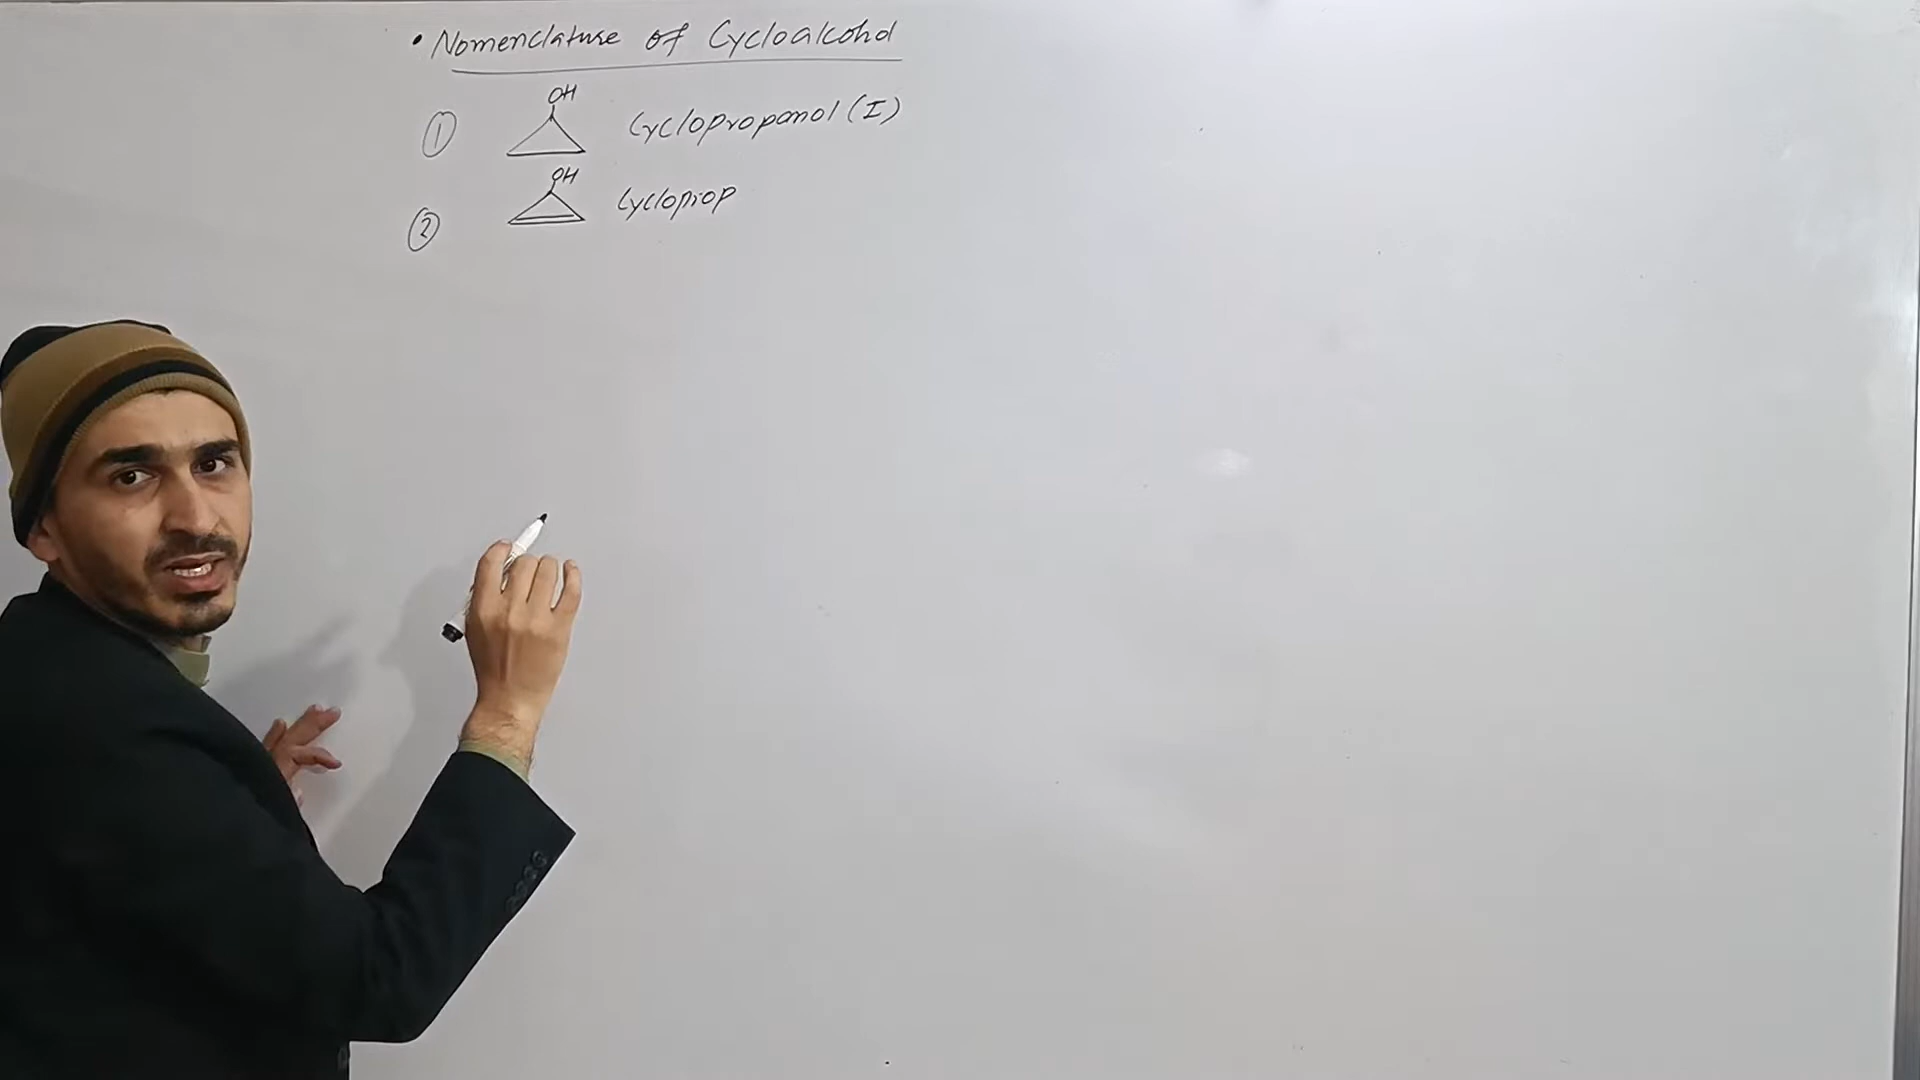 • Nomenclature of Cycloalcohol
① OH Cyclopropanol (I)
② OH Cycloprop